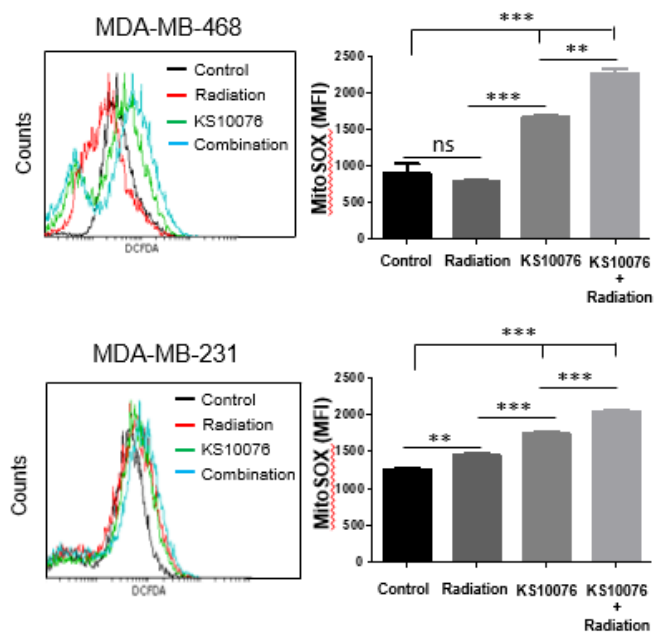 MDA-MB-468
Control
Radiation
KS10076
Combination
Counts
DCFDA
***
**
***
ns
MitoSOX (MFI)
2500
2000
1500
1000
500
0
Control
Radiation
KS10076
KS10076
+
Radiation
MDA-MB-231
Control
Radiation
KS10076
Combination
Counts
DCFDA
***
***
***
**
MitoSOX (MFI)
2500
2000
1500
1000
500
0
Control
Radiation
KS10076
KS10076
+
Radiation